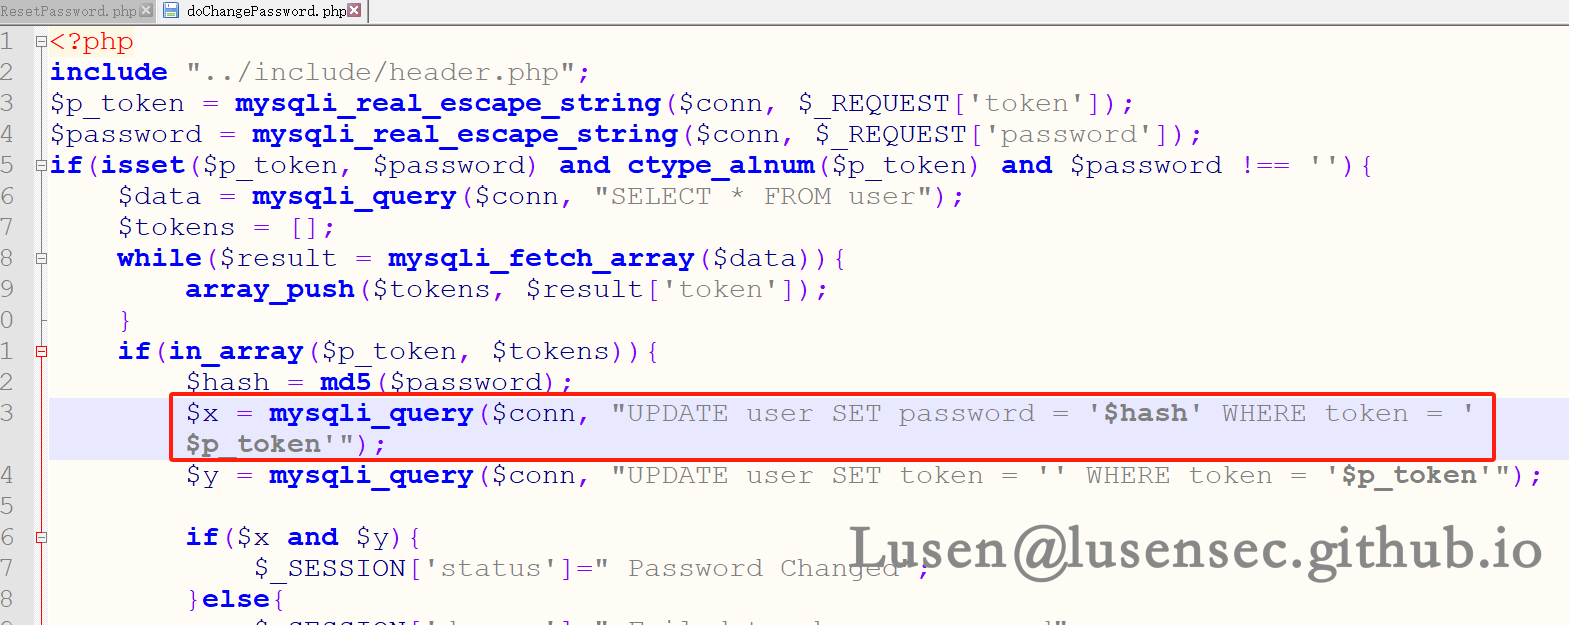 ResetPassword.php doChangePassword.php
1 <?php
2 include "../include/header.php";
3 $p_token = mysqli_real_escape_string($conn, $_REQUEST['token']);
4 $password = mysqli_real_escape_string($conn, $_REQUEST['password']);
5 if(isset($p_token, $password) and ctype_alnum($p_token) and $password !== ''){
6 $data = mysqli_query($conn, "SELECT * FROM user");
7 $tokens = [];
8 while($result = mysqli_fetch_array($data)){
9 array_push($tokens, $result['token']);
0 }
1 if(in_array($p_token, $tokens)){
2 $hash = md5($password);
3 $x = mysqli_query($conn, "UPDATE user SET password = '$hash' WHERE token = '
$p_token'");
4 $y = mysqli_query($conn, "UPDATE user SET token = '' WHERE token = '$p_token'");
5
6 if($x and $y){
7 $_SESSION['status']=" Password Changed";
8 }else{
Lusen@lusensec.github.io